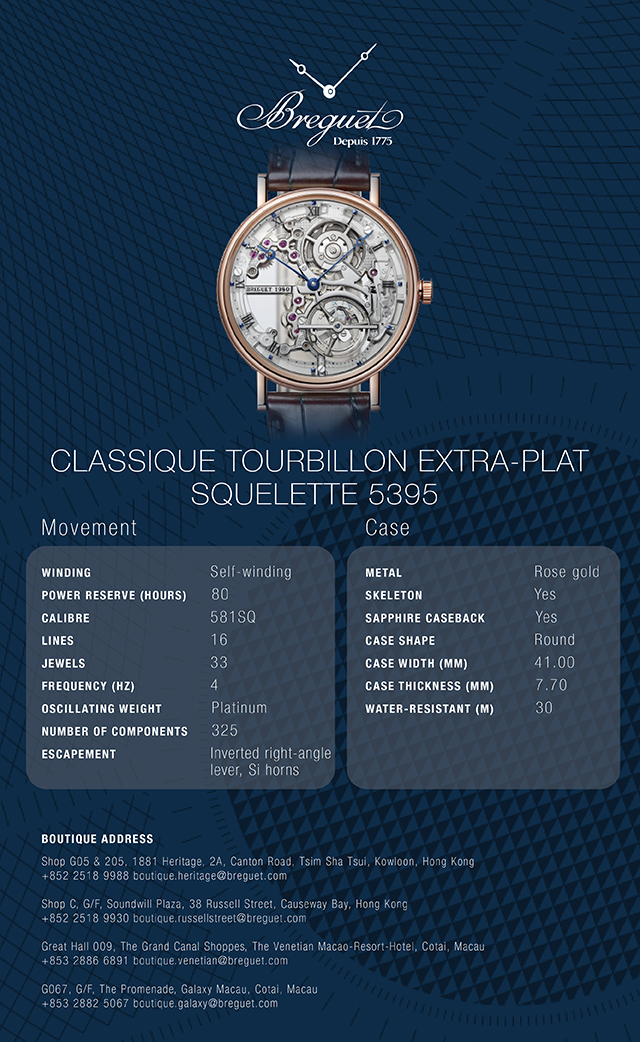 Breguet
Depuis 1775
XII
BREGUET 1980
CLASSIQUE TOURBILLON EXTRA-PLAT
SQUELETTE 5395
Movement
WINDING Self-winding
POWER RESERVE (HOURS) 80
CALIBRE 581SQ
LINES 16
JEWELS 33
FREQUENCY (HZ) 4
OSCILLATING WEIGHT Platinum
NUMBER OF COMPONENTS 325
ESCAPEMENT Inverted right-angle
lever, Si horns
Case
METAL Rose gold
SKELETON Yes
SAPPHIRE CASEBACK Yes
CASE SHAPE Round
CASE WIDTH (MM) 41.00
CASE THICKNESS (MM) 7.70
WATER-RESISTANT (M) 30
BOUTIQUE ADDRESS
Shop G05 & 205, 1881 Heritage, 2A, Canton Road, Tsim Sha Tsui, Kowloon, Hong Kong
+852 2518 9988 boutique.heritage@breguet.com
Shop C, G/F, Soundwill Plaza, 38 Russell Street, Causeway Bay, Hong Kong
+852 2518 9930 boutique.russellstreet@breguet.com
Great Hall 009, The Grand Canal Shoppes, The Venetian Macao-Resort-Hotel, Cotai, Macau
+853 2886 6891 boutique.venetian@breguet.com
G067, G/F, The Promenade, Galaxy Macau, Cotai, Macau
+853 2882 5067 boutique.galaxy@breguet.com